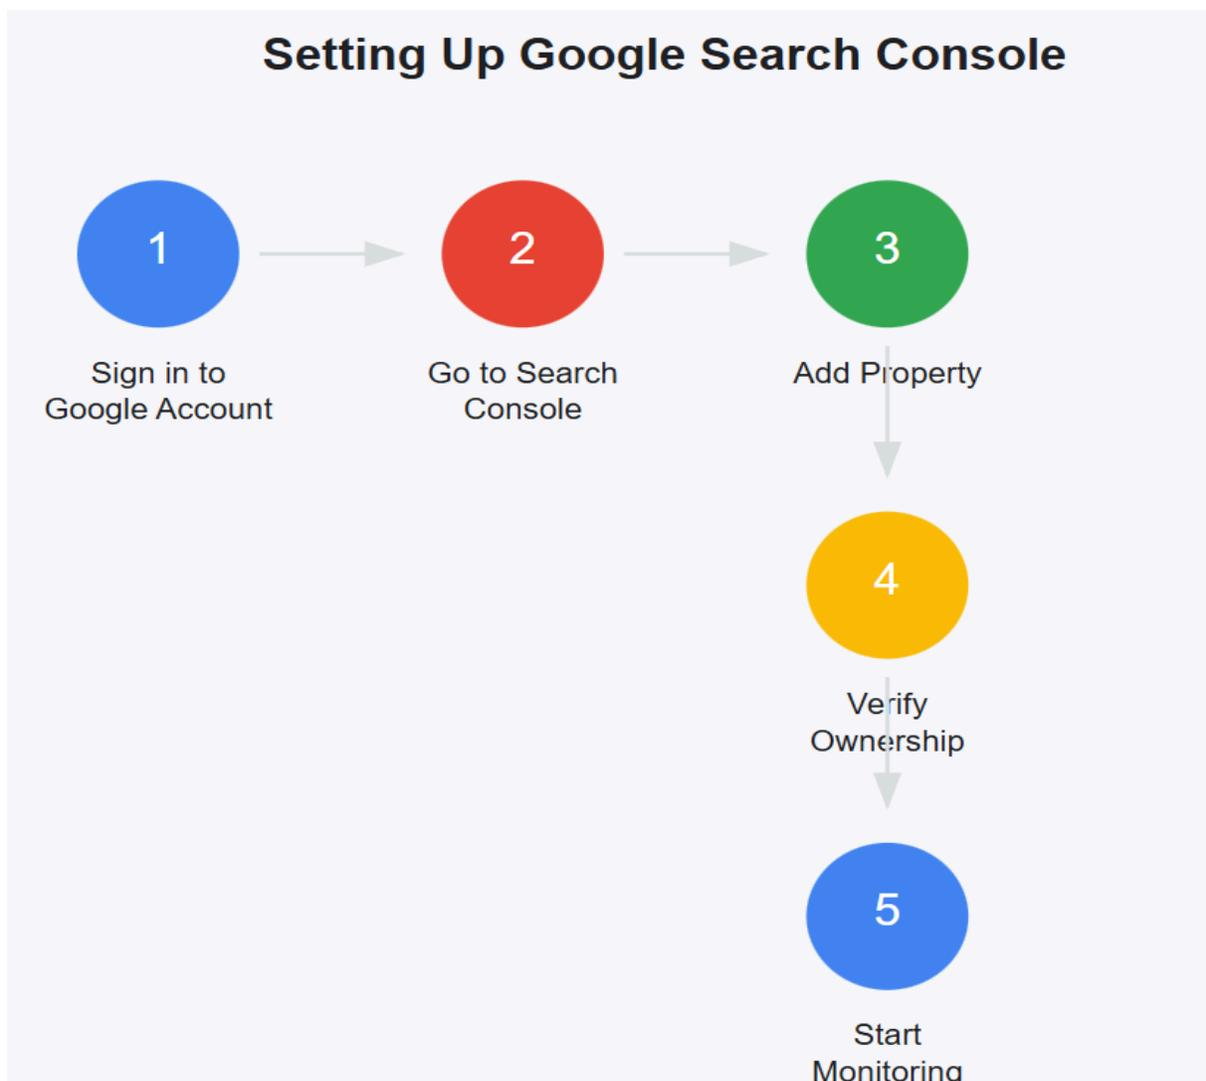 Setting Up Google Search Console
1
2
3
Sign in to
Google Account
Go to Search
Console
Add Property
4
Verify
Ownership
5
Start
Monitoring